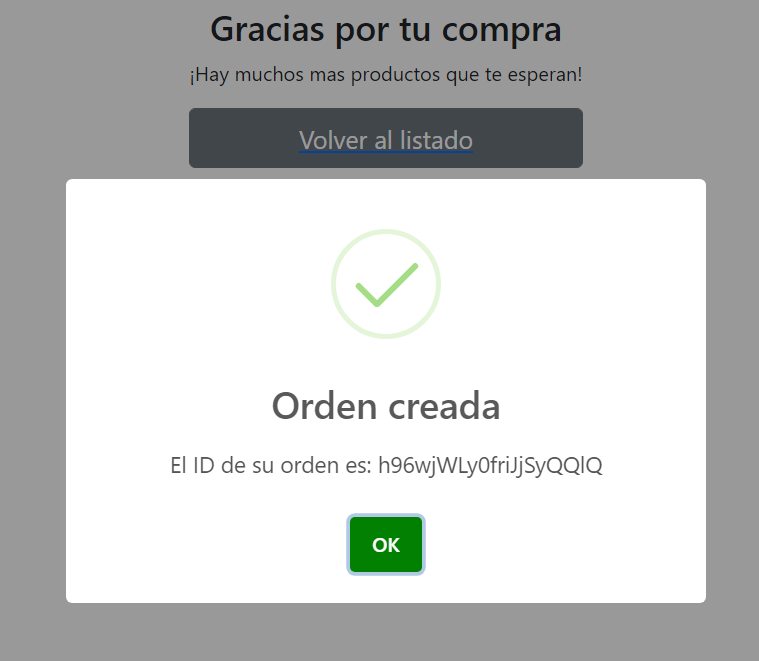 Gracias por tu compra
¡Hay muchos mas productos que te esperan!
Volver al listado
Orden creada
El ID de su orden es: h96wjWLy0friJjSyQQlQ
OK